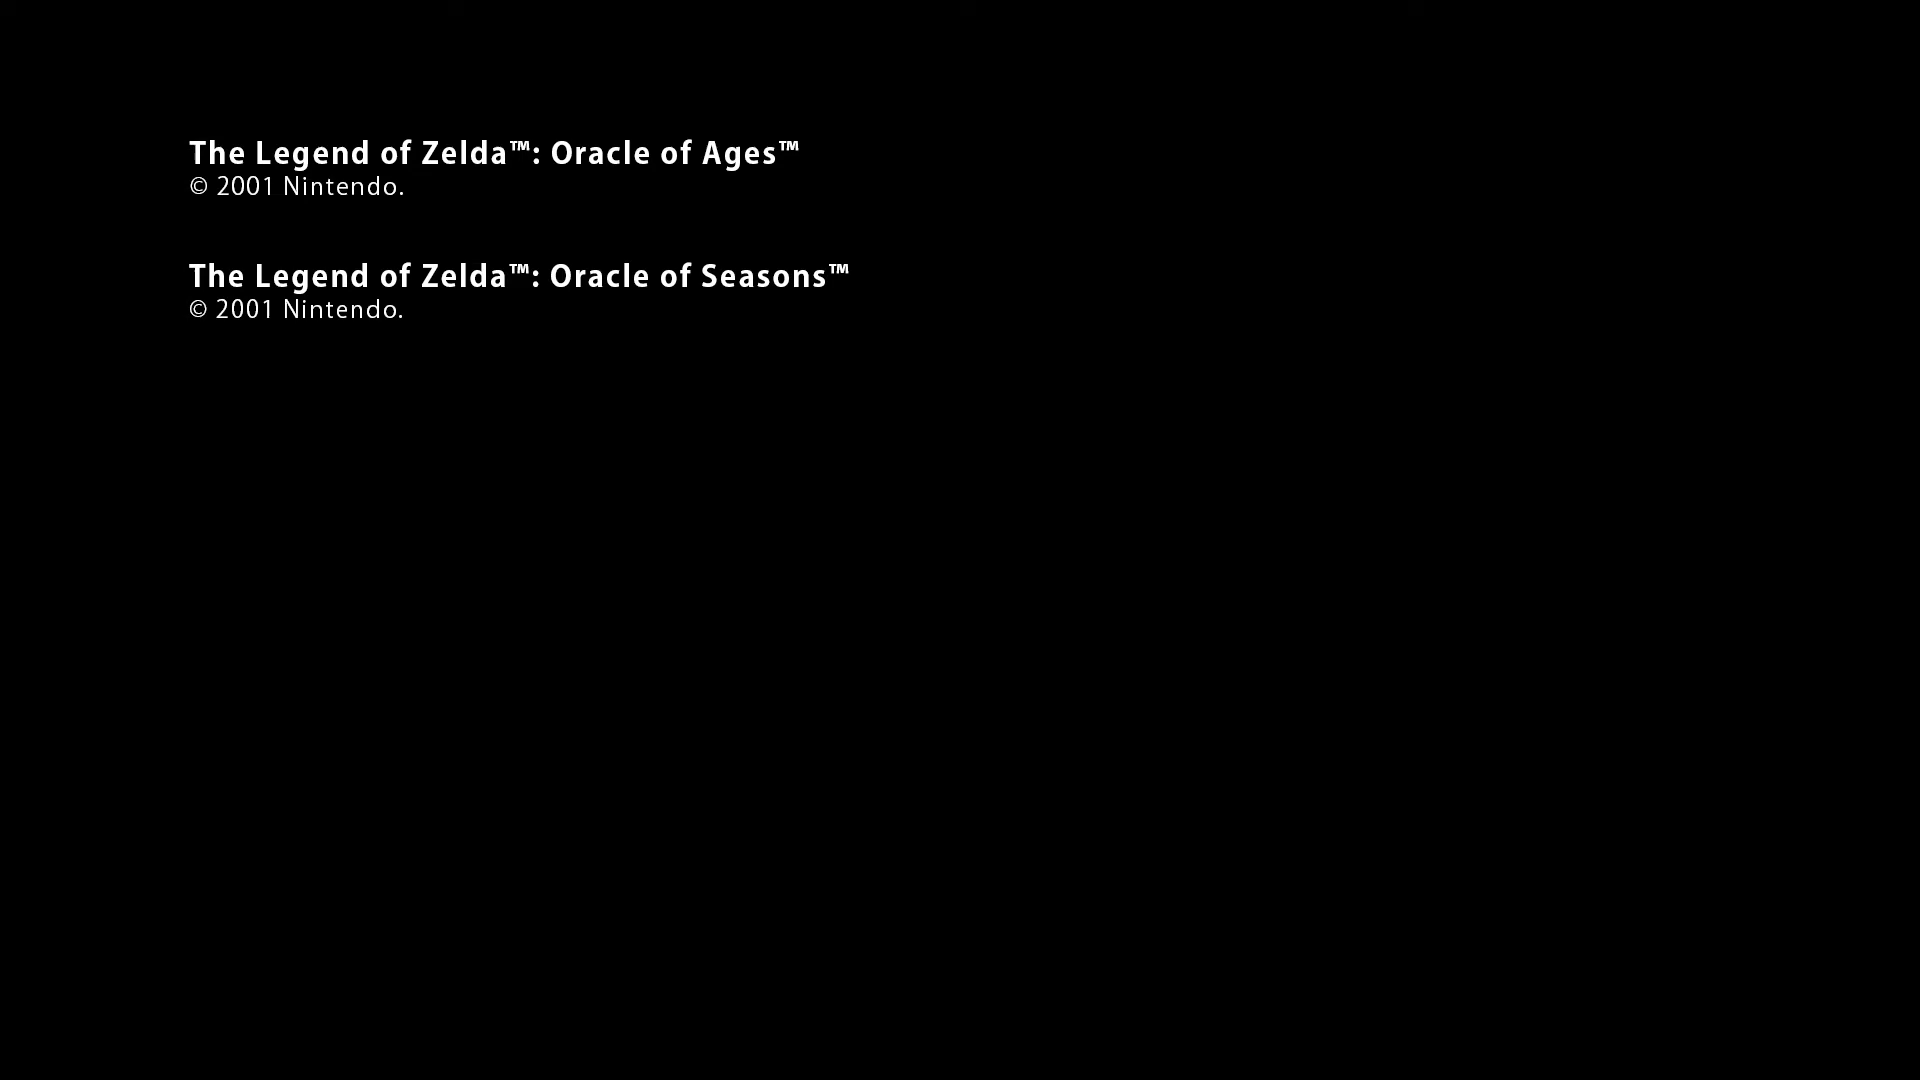 The Legend of Zelda™: Oracle of Ages™
© 2001 Nintendo.
The Legend of Zelda™: Oracle of Seasons™
© 2001 Nintendo.